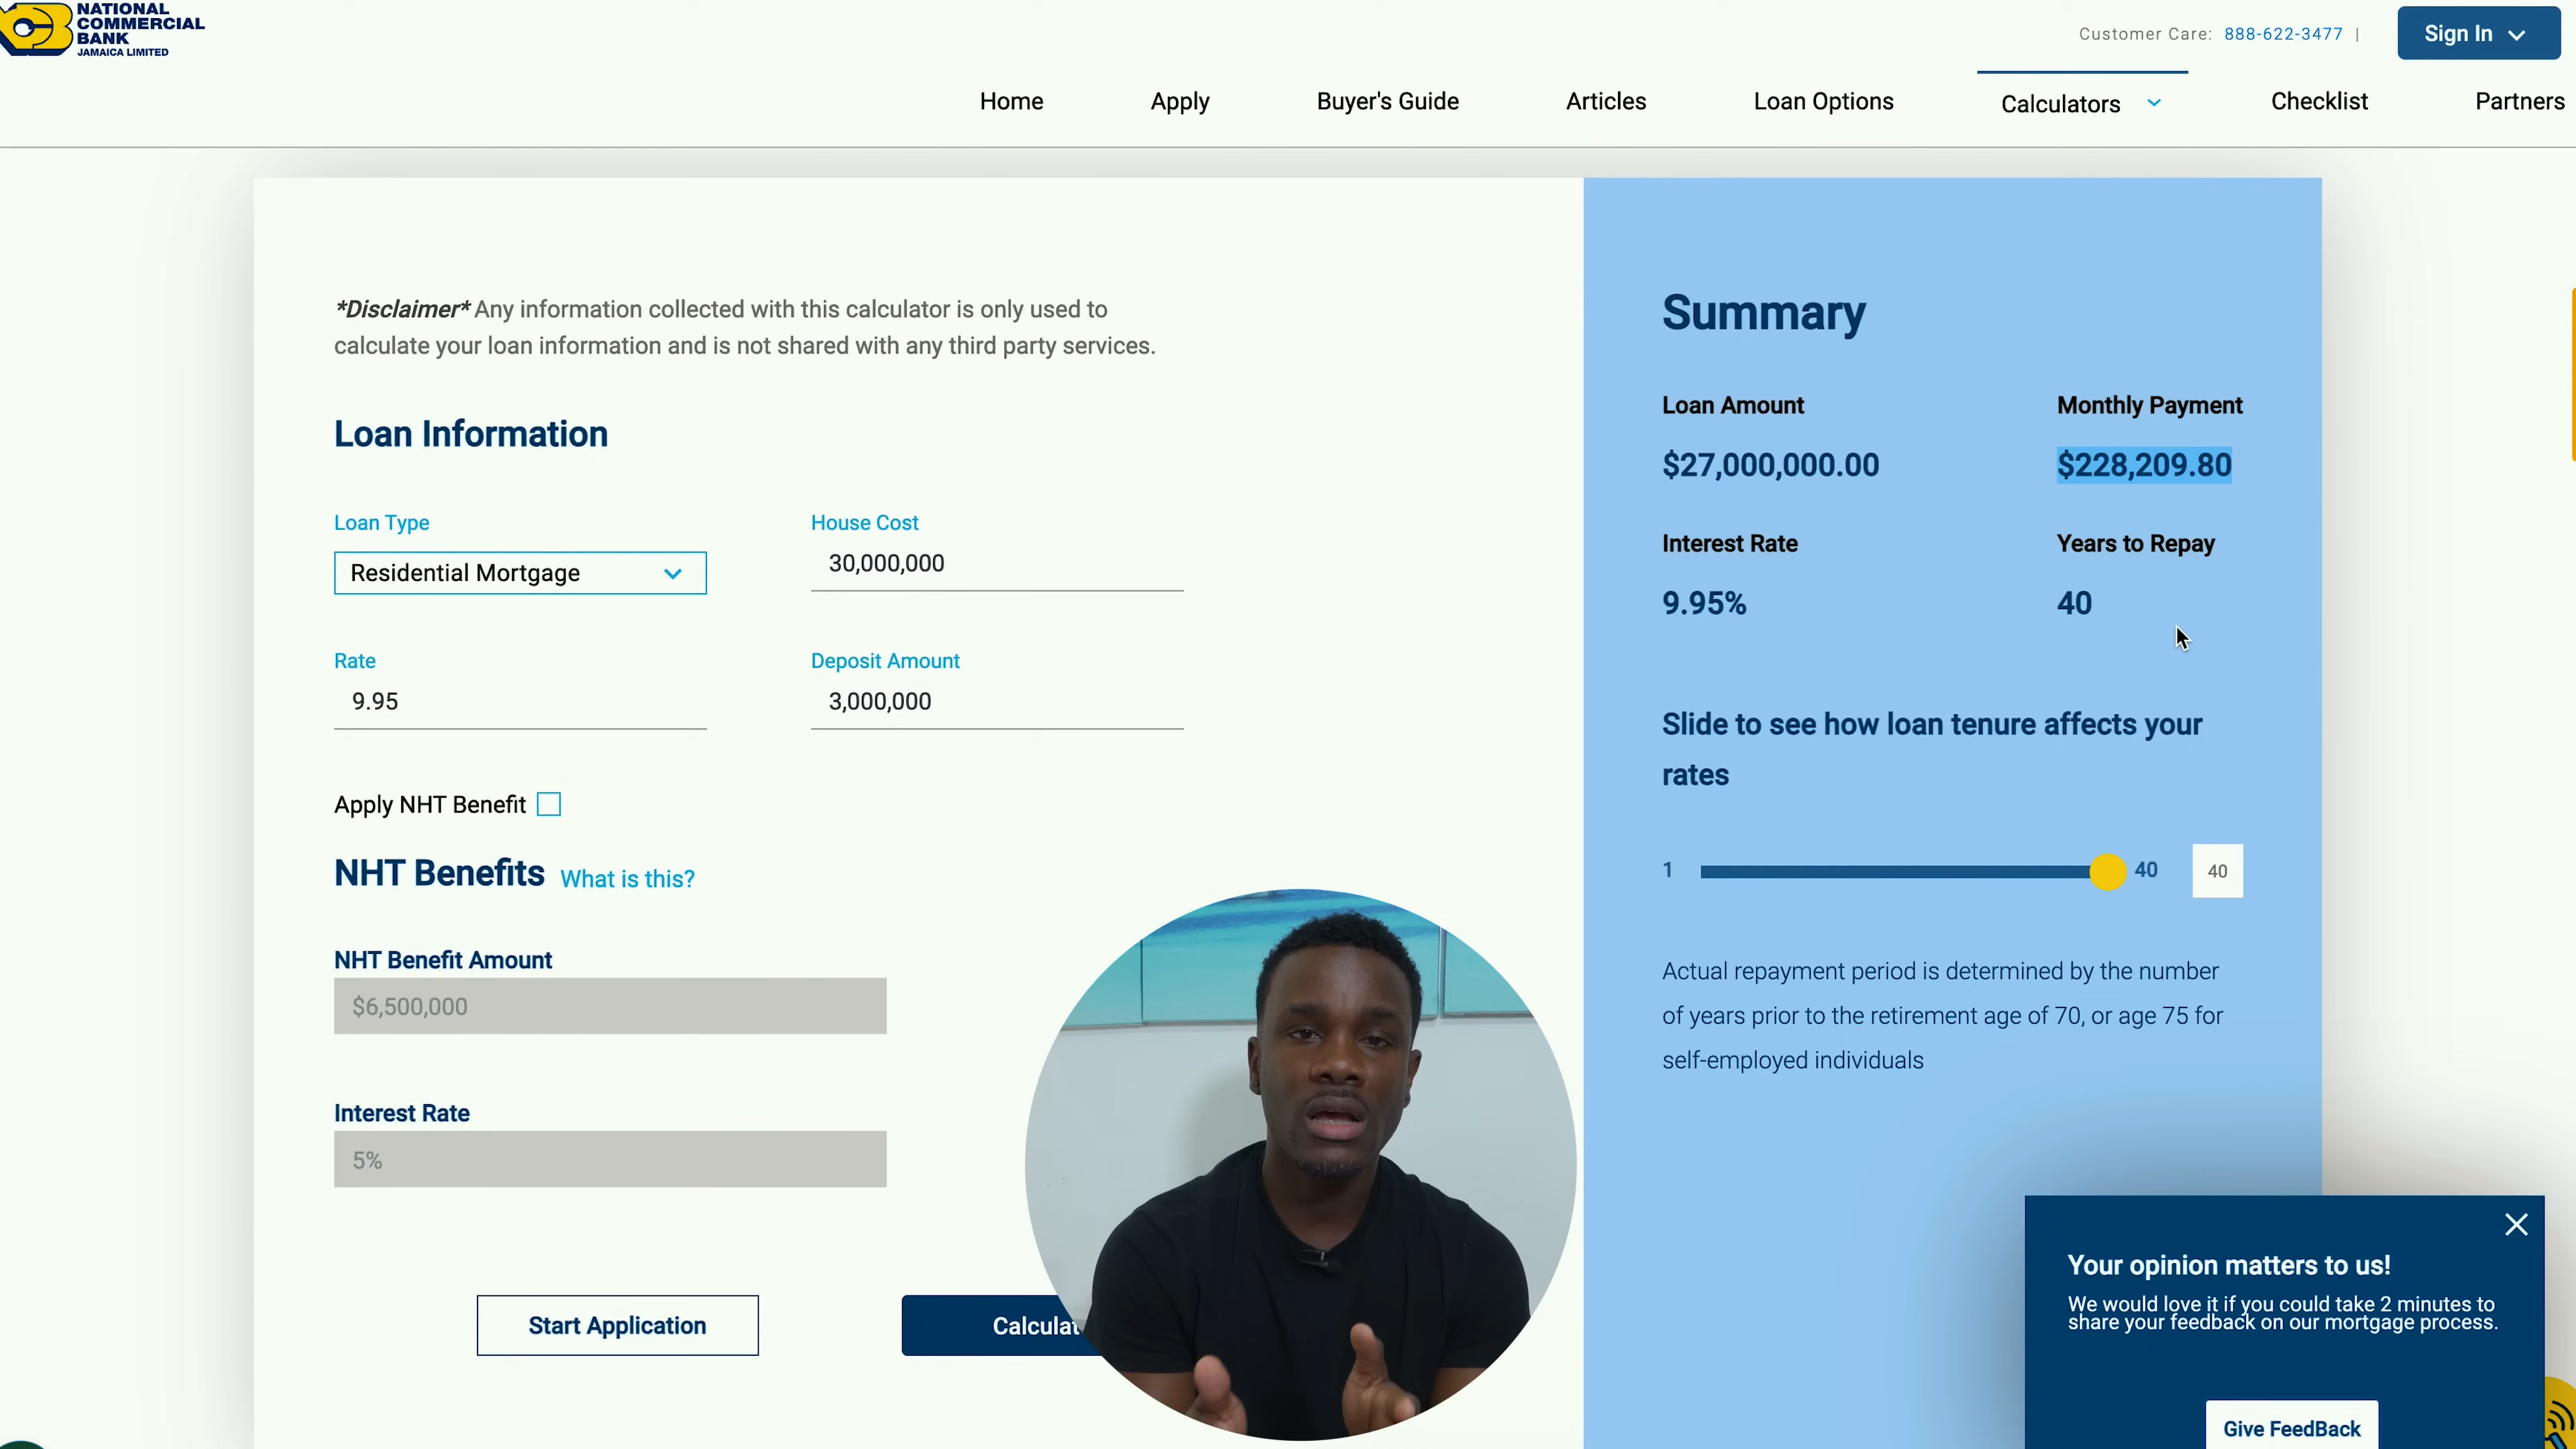 NATIONAL
COMMERCIAL
BANK
JAMAICA LIMITED
Customer Care: 888-622-3477 |
Sign In
Home
Apply
Buyer's Guide
Articles
Loan Options
Calculators
Checklist
Partners
*Disclaimer* Any information collected with this calculator is only used to
calculate your loan information and is not shared with any third party services.
Loan Information
Loan Type
House Cost
Residential Mortgage
30,000,000
Rate
Deposit Amount
9.95
3,000,000
Apply NHT Benefit
NHT Benefits What is this?
NHT Benefit Amount
$6,500,000
Interest Rate
5%
Start Application
Calculat
Summary
Loan Amount
Monthly Payment
$27,000,000.00
$228,209.80
Interest Rate
Years to Repay
9.95%
40
Slide to see how loan tenure affects your
rates
1
40
40
Actual repayment period is determined by the number
of years prior to the retirement age of 70, or age 75 for
self-employed individuals
Your opinion matters to us!
We would love it if you could take 2 minutes to
share your feedback on our mortgage process.
Give FeedBack